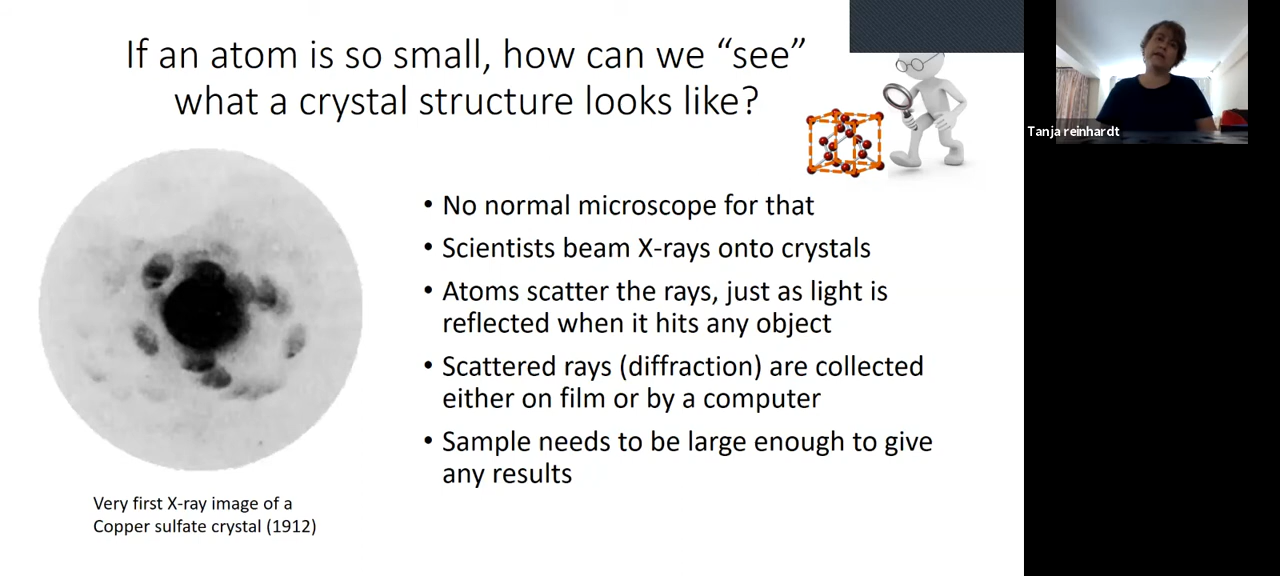 If an atom is so small, how can we “see”
what a crystal structure looks like?
Tanja reinhardt
• No normal microscope for that
• Scientists beam X-rays onto crystals
• Atoms scatter the rays, just as light is
reflected when it hits any object
• Scattered rays (diffraction) are collected
either on film or by a computer
• Sample needs to be large enough to give
any results
Very first X-ray image of a
Copper sulfate crystal (1912)